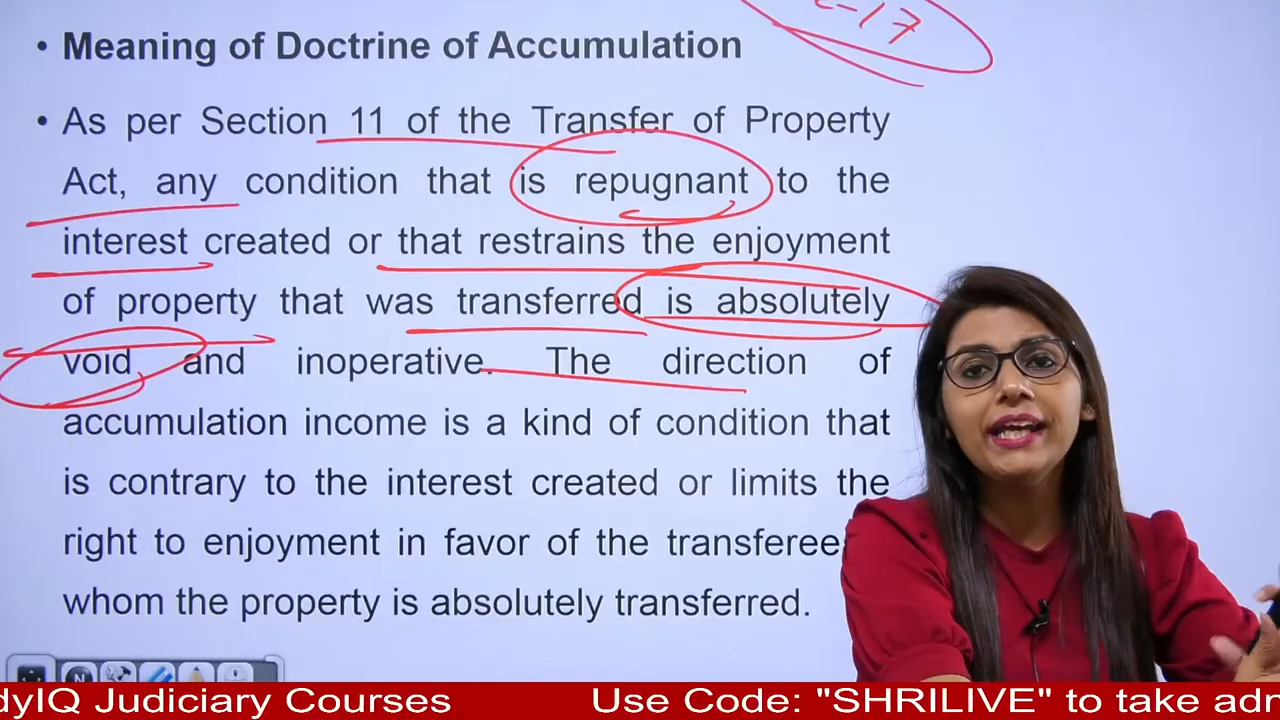 -17
• Meaning of Doctrine of Accumulation
• As per Section 11 of the Transfer of Property
Act, any condition that is repugnant to the
interest created or that restrains the enjoyment
of property that was transferred is absolutely
void and inoperative. The direction of
accumulation income is a kind of condition that
is contrary to the interest created or limits the
right to enjoyment in favor of the transferee
whom the property is absolutely transferred.
N
dyIQ Judiciary Courses Use Code: "SHRILIVE" to take adm